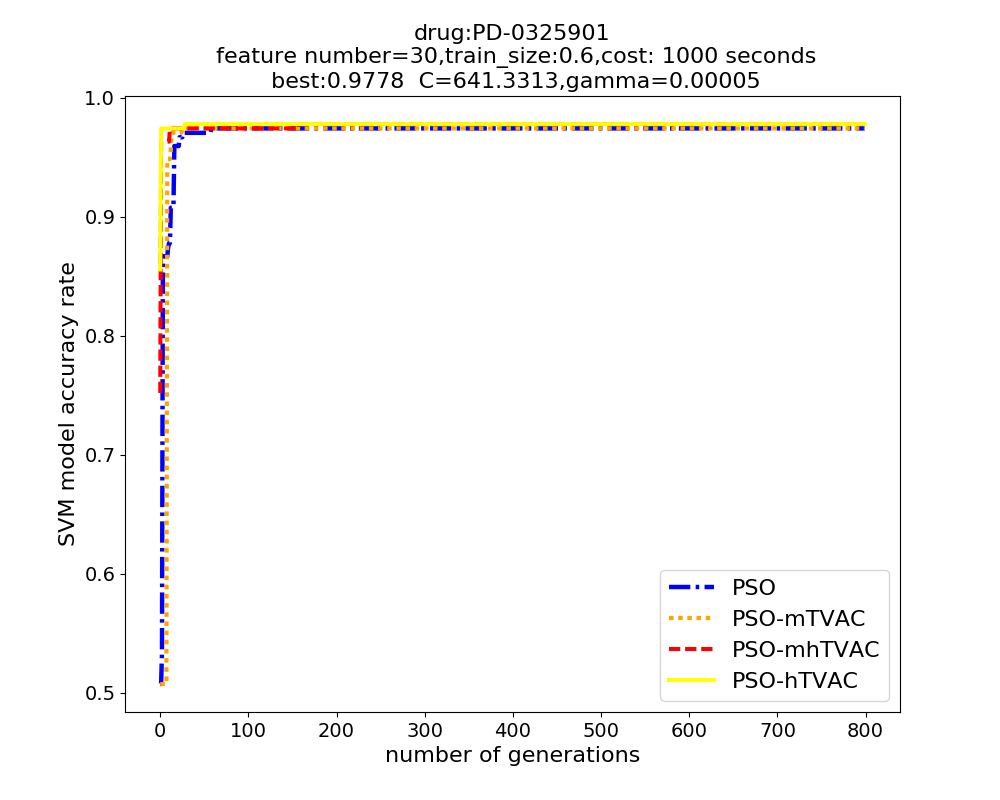 drug:PD-0325901
feature number=30,train_size:0.6,cost: 1000 seconds
best:0.9778  C=641.3313,gamma=0.00005
1.0
0.9
0.8
0.7
0.6
0.5
SVM model accuracy rate
0 100 200 300 400 500 600 700 800
number of generations
PSO
PSO-mTVAC
PSO-mhTVAC
PSO-hTVAC